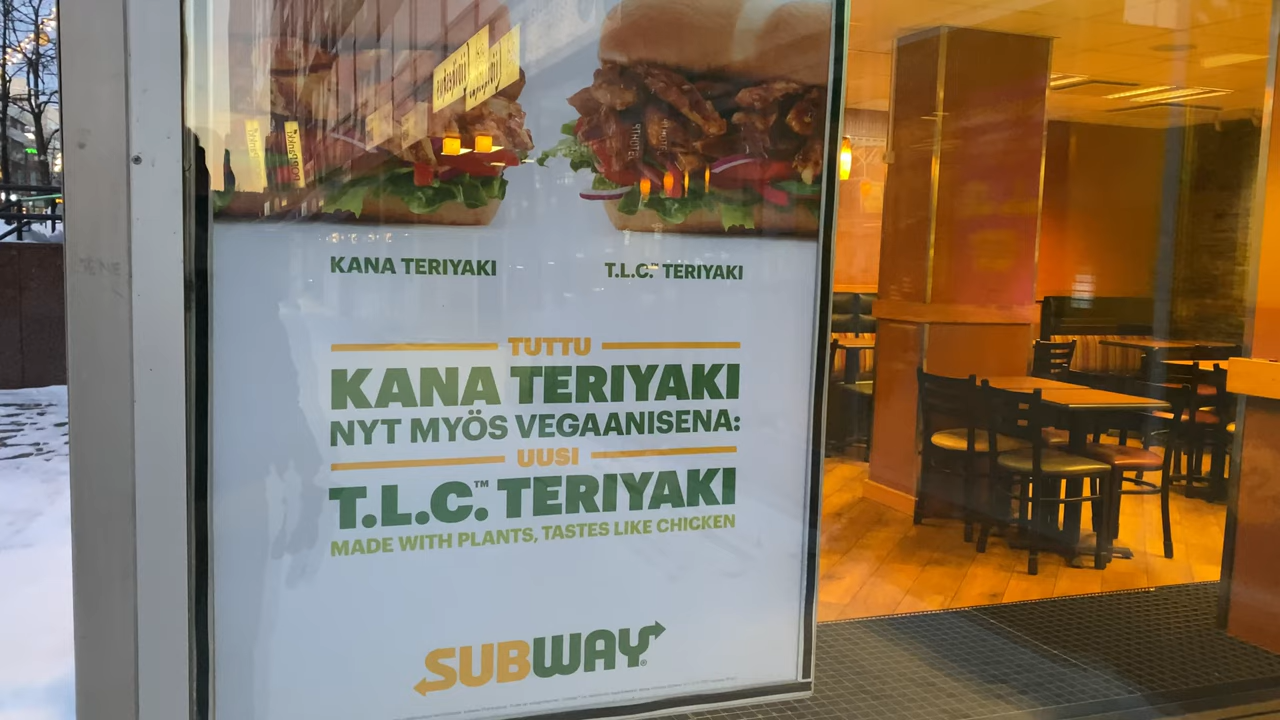 KANA TERIYAKI
T.L.C.™ TERIYAKI
TUTTU
KANA TERIYAKI
NYT MYÖS VEGAANISENA:
UUSI
T.L.C.™ TERIYAKI
MADE WITH PLANTS, TASTES LIKE CHICKEN
SUBWAY®